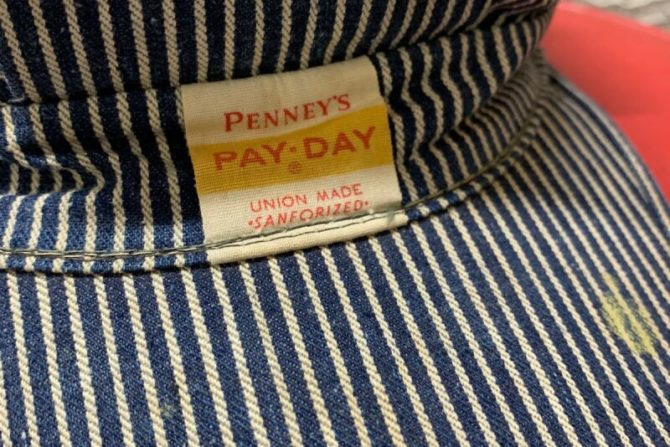 PENNEY'S
PAY·DAY
®
UNION MADE
·SANFORIZED·